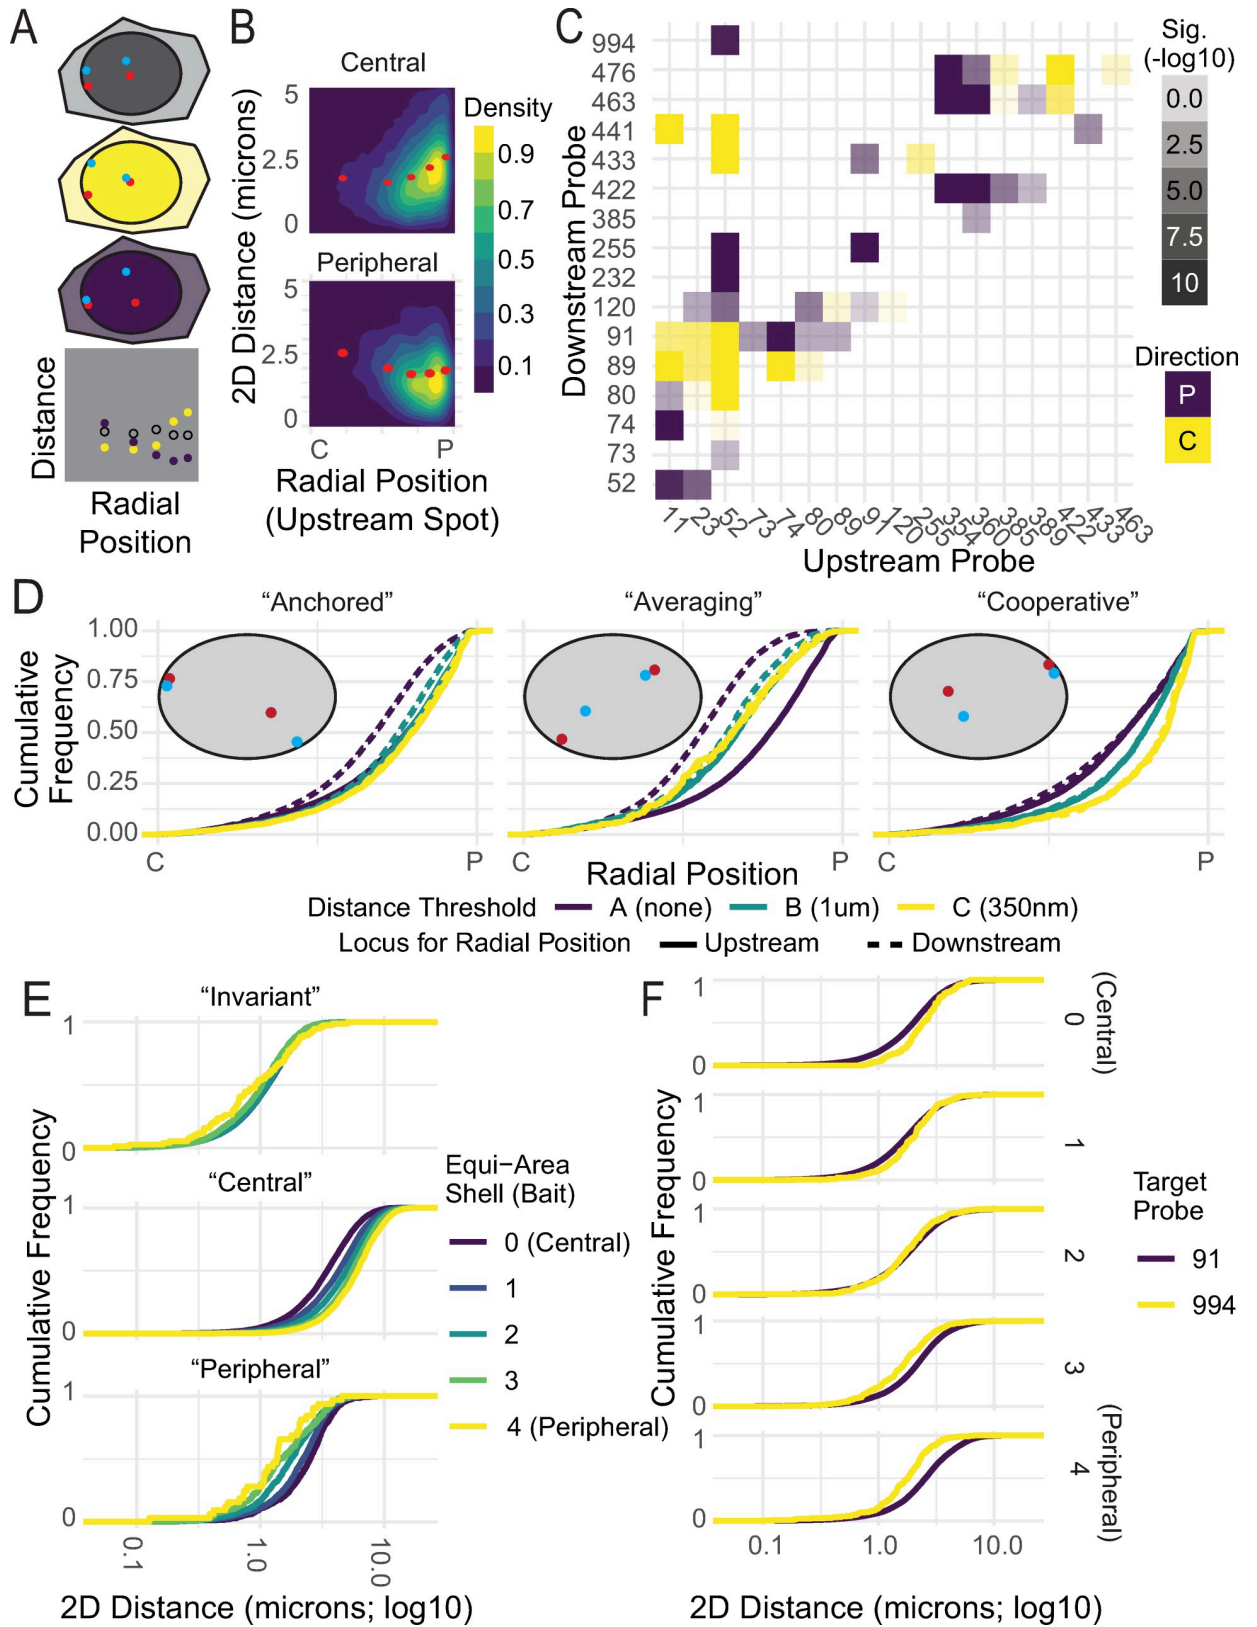 A
Distance
Radial
Position
B
Central
5
2.5
0
Peripheral
5
2.5
0
2D Distance (microns)
C
P
Radial Position
(Upstream Spot)
Density
0.9
0.7
0.5
0.3
0.1
C
Downstream Probe
994
476
463
441
433
422
385
255
232
120
91
89
80
74
73
52
11
23
52
73
74
80
89
91
120
255
354
360
385
389
422
433
463
Upstream Probe
Sig.
(-log10)
0.0
2.5
5.0
7.5
10
Direction
P
C
D
“Anchored”
“Averaging”
“Cooperative”
Cumulative
Frequency
1.00
0.75
0.50
0.25
0.00
C
P
C
P
C
P
Radial Position
Distance Threshold
A (none)
B (1um)
C (350nm)
Locus for Radial Position
Upstream
Downstream
E
“Invariant”
1
0
“Central”
1
0
“Peripheral”
1
0
Cumulative Frequency
0.1
1.0
10.0
2D Distance (microns; log10)
Equi−Area
Shell (Bait)
0 (Central)
1
2
3
4 (Peripheral)
F
Cumulative Frequency
1
0
1
0
1
0
1
0
1
0
0
(Central)
1
2
3
4
(Peripheral)
0.1
1.0
10.0
2D Distance (microns; log10)
Target
Probe
91
994